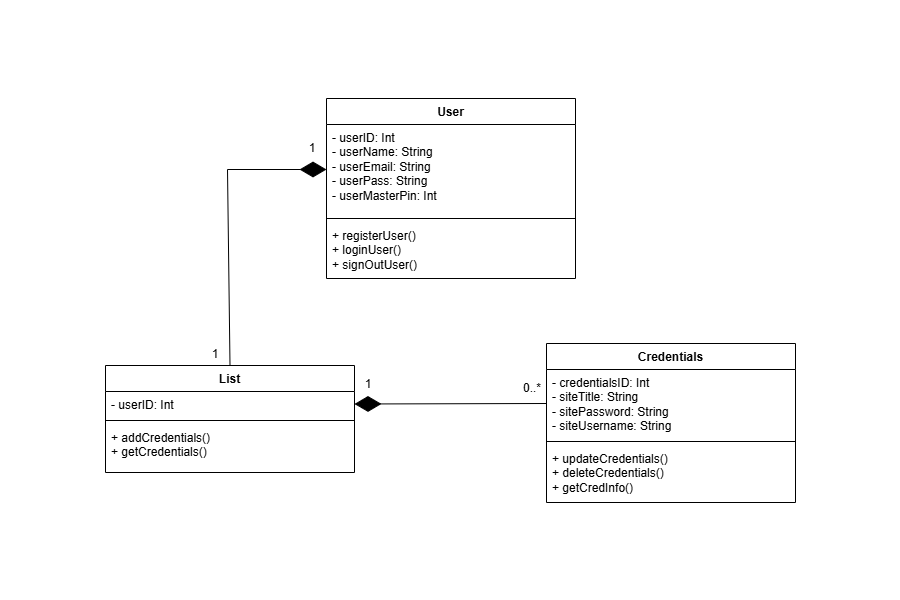 User
- userID: Int
- userName: String
- userEmail: String
- userPass: String
- userMasterPin: Int
+ registerUser()
+ loginUser()
+ signOutUser()
1
1
List
- userID: Int
+ addCredentials()
+ getCredentials()
1
0..*
Credentials
- credentialsID: Int
- siteTitle: String
- sitePassword: String
- siteUsername: String
+ updateCredentials()
+ deleteCredentials()
+ getCredInfo()